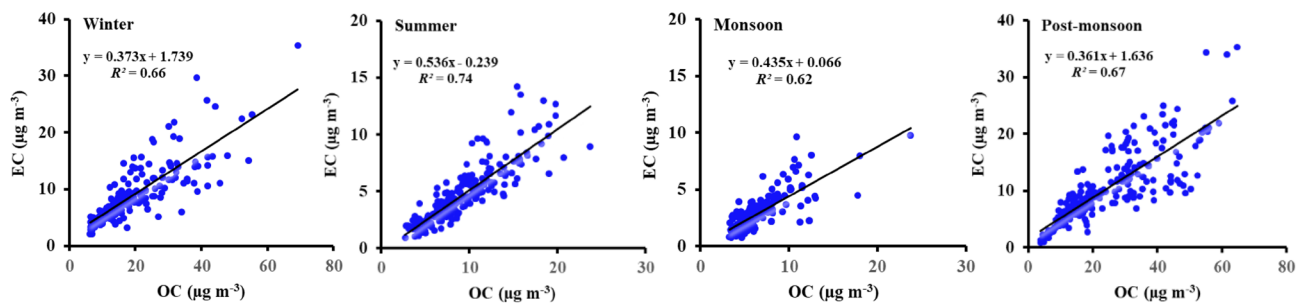 Winter
y = 0.373x + 1.739
R² = 0.66
EC (µg m⁻³)
40
30
20
10
0
0
20
40
60
80
OC (µg m⁻³)
Summer
y = 0.536x - 0.239
R² = 0.74
EC (µg m⁻³)
20
15
10
5
0
0
10
20
30
OC (µg m⁻³)
Monsoon
y = 0.435x + 0.066
R² = 0.62
EC (µg m⁻³)
20
15
10
5
0
0
10
20
30
OC (µg m⁻³)
Post-monsoon
y = 0.361x + 1.636
R² = 0.67
EC (µg m⁻³)
40
30
20
10
0
0
20
40
60
80
OC (µg m⁻³)